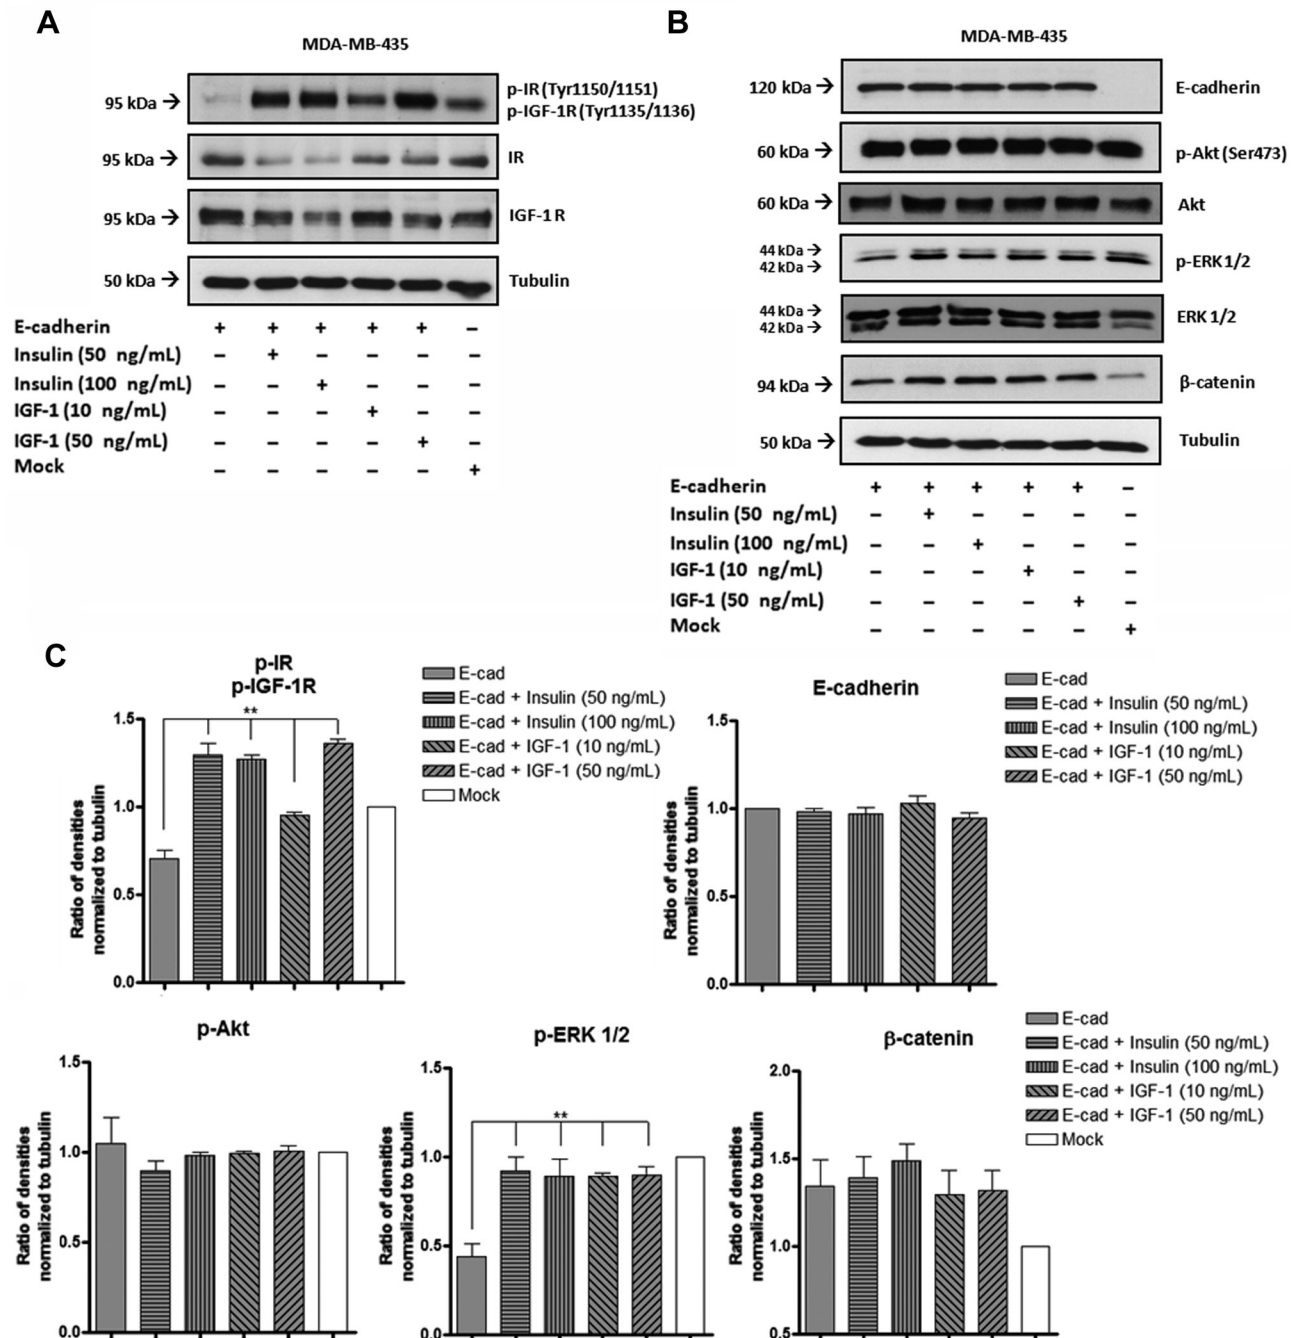 A
MDA-MB-435
95 kDa →
p-IR (Tyr1150/1151)
p-IGF-1R (Tyr1135/1136)
95 kDa →
IR
95 kDa →
IGF-1R
50 kDa →
Tubulin
E-cadherin + + + + + –
Insulin (50 ng/mL) – + – – – –
Insulin (100 ng/mL) – – + – – –
IGF-1 (10 ng/mL) – – – + – –
IGF-1 (50 ng/mL) – – – – + –
Mock – – – – – +
B
MDA-MB-435
120 kDa →
E-cadherin
60 kDa →
p-Akt (Ser473)
60 kDa →
Akt
44 kDa →
42 kDa →
p-ERK1/2
44 kDa →
42 kDa →
ERK 1/2
94 kDa →
β-catenin
50 kDa →
Tubulin
E-cadherin + + + + + –
Insulin (50 ng/mL) – + – – – –
Insulin (100 ng/mL) – – + – – –
IGF-1 (10 ng/mL) – – – + – –
IGF-1 (50 ng/mL) – – – – + –
Mock – – – – – +
C
p-IR
p-IGF-1R
Ratio of densities
normalized to tubulin
1.5
1.0
0.5
0.0
**
E-cad
E-cad + Insulin (50 ng/mL)
E-cad + Insulin (100 ng/mL)
E-cad + IGF-1 (10 ng/mL)
E-cad + IGF-1 (50 ng/mL)
Mock
E-cadherin
Ratio of densities
normalized to tubulin
1.5
1.0
0.5
0.0
E-cad
E-cad + Insulin (50 ng/mL)
E-cad + Insulin (100 ng/mL)
E-cad + IGF-1 (10 ng/mL)
E-cad + IGF-1 (50 ng/mL)
p-Akt
Ratio of densities
normalized to tubulin
1.5
1.0
0.5
0.0
p-ERK 1/2
Ratio of densities
normalized to tubulin
1.5
1.0
0.5
0.0
**
β-catenin
Ratio of densities
normalized to tubulin
2.0
1.5
1.0
0.5
E-cad
E-cad + Insulin (50 ng/mL)
E-cad + Insulin (100 ng/mL)
E-cad + IGF-1 (10 ng/mL)
E-cad + IGF-1 (50 ng/mL)
Mock